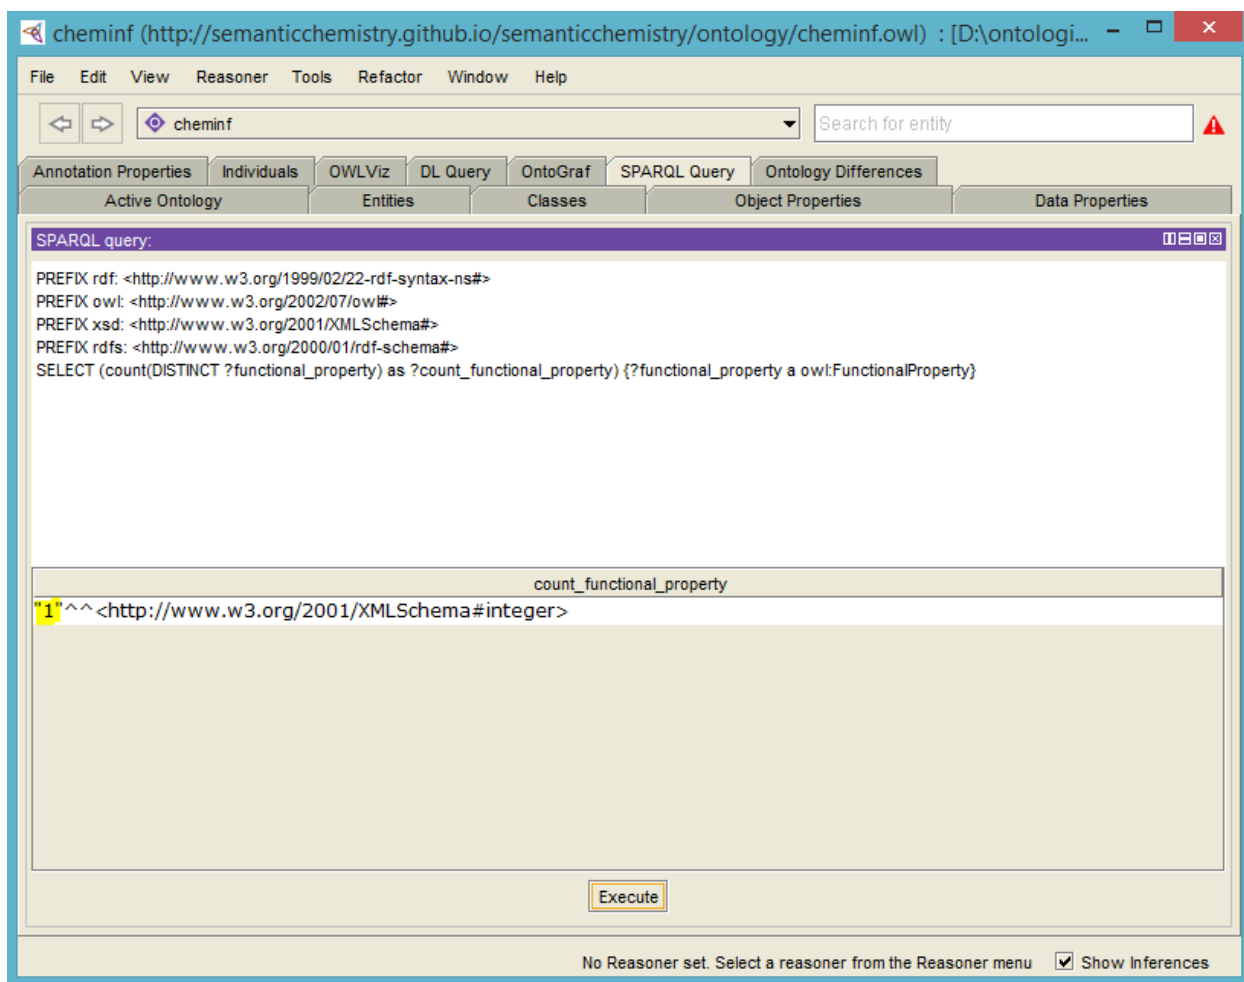 cheminf (http://semanticchemistry.github.io/semanticchemistry/ontology/cheminf.owl) : [D:\ontologi...
File Edit View Reasoner Tools Refactor Window Help
cheminf Search for entity
Annotation Properties Individuals OWLViz DL Query OntoGraf SPARQL Query Ontology Differences
Active Ontology Entities Classes Object Properties Data Properties
SPARQL query:
PREFIX rdf: <http://www.w3.org/1999/02/22-rdf-syntax-ns#>
PREFIX owl: <http://www.w3.org/2002/07/owl#>
PREFIX xsd: <http://www.w3.org/2001/XMLSchema#>
PREFIX rdfs: <http://www.w3.org/2000/01/rdf-schema#>
SELECT (count(DISTINCT ?functional_property) as ?count_functional_property) {?functional_property a owl:FunctionalProperty}
count_functional_property
"1"^^<http://www.w3.org/2001/XMLSchema#integer>
Execute
No Reasoner set. Select a reasoner from the Reasoner menu Show Inferences